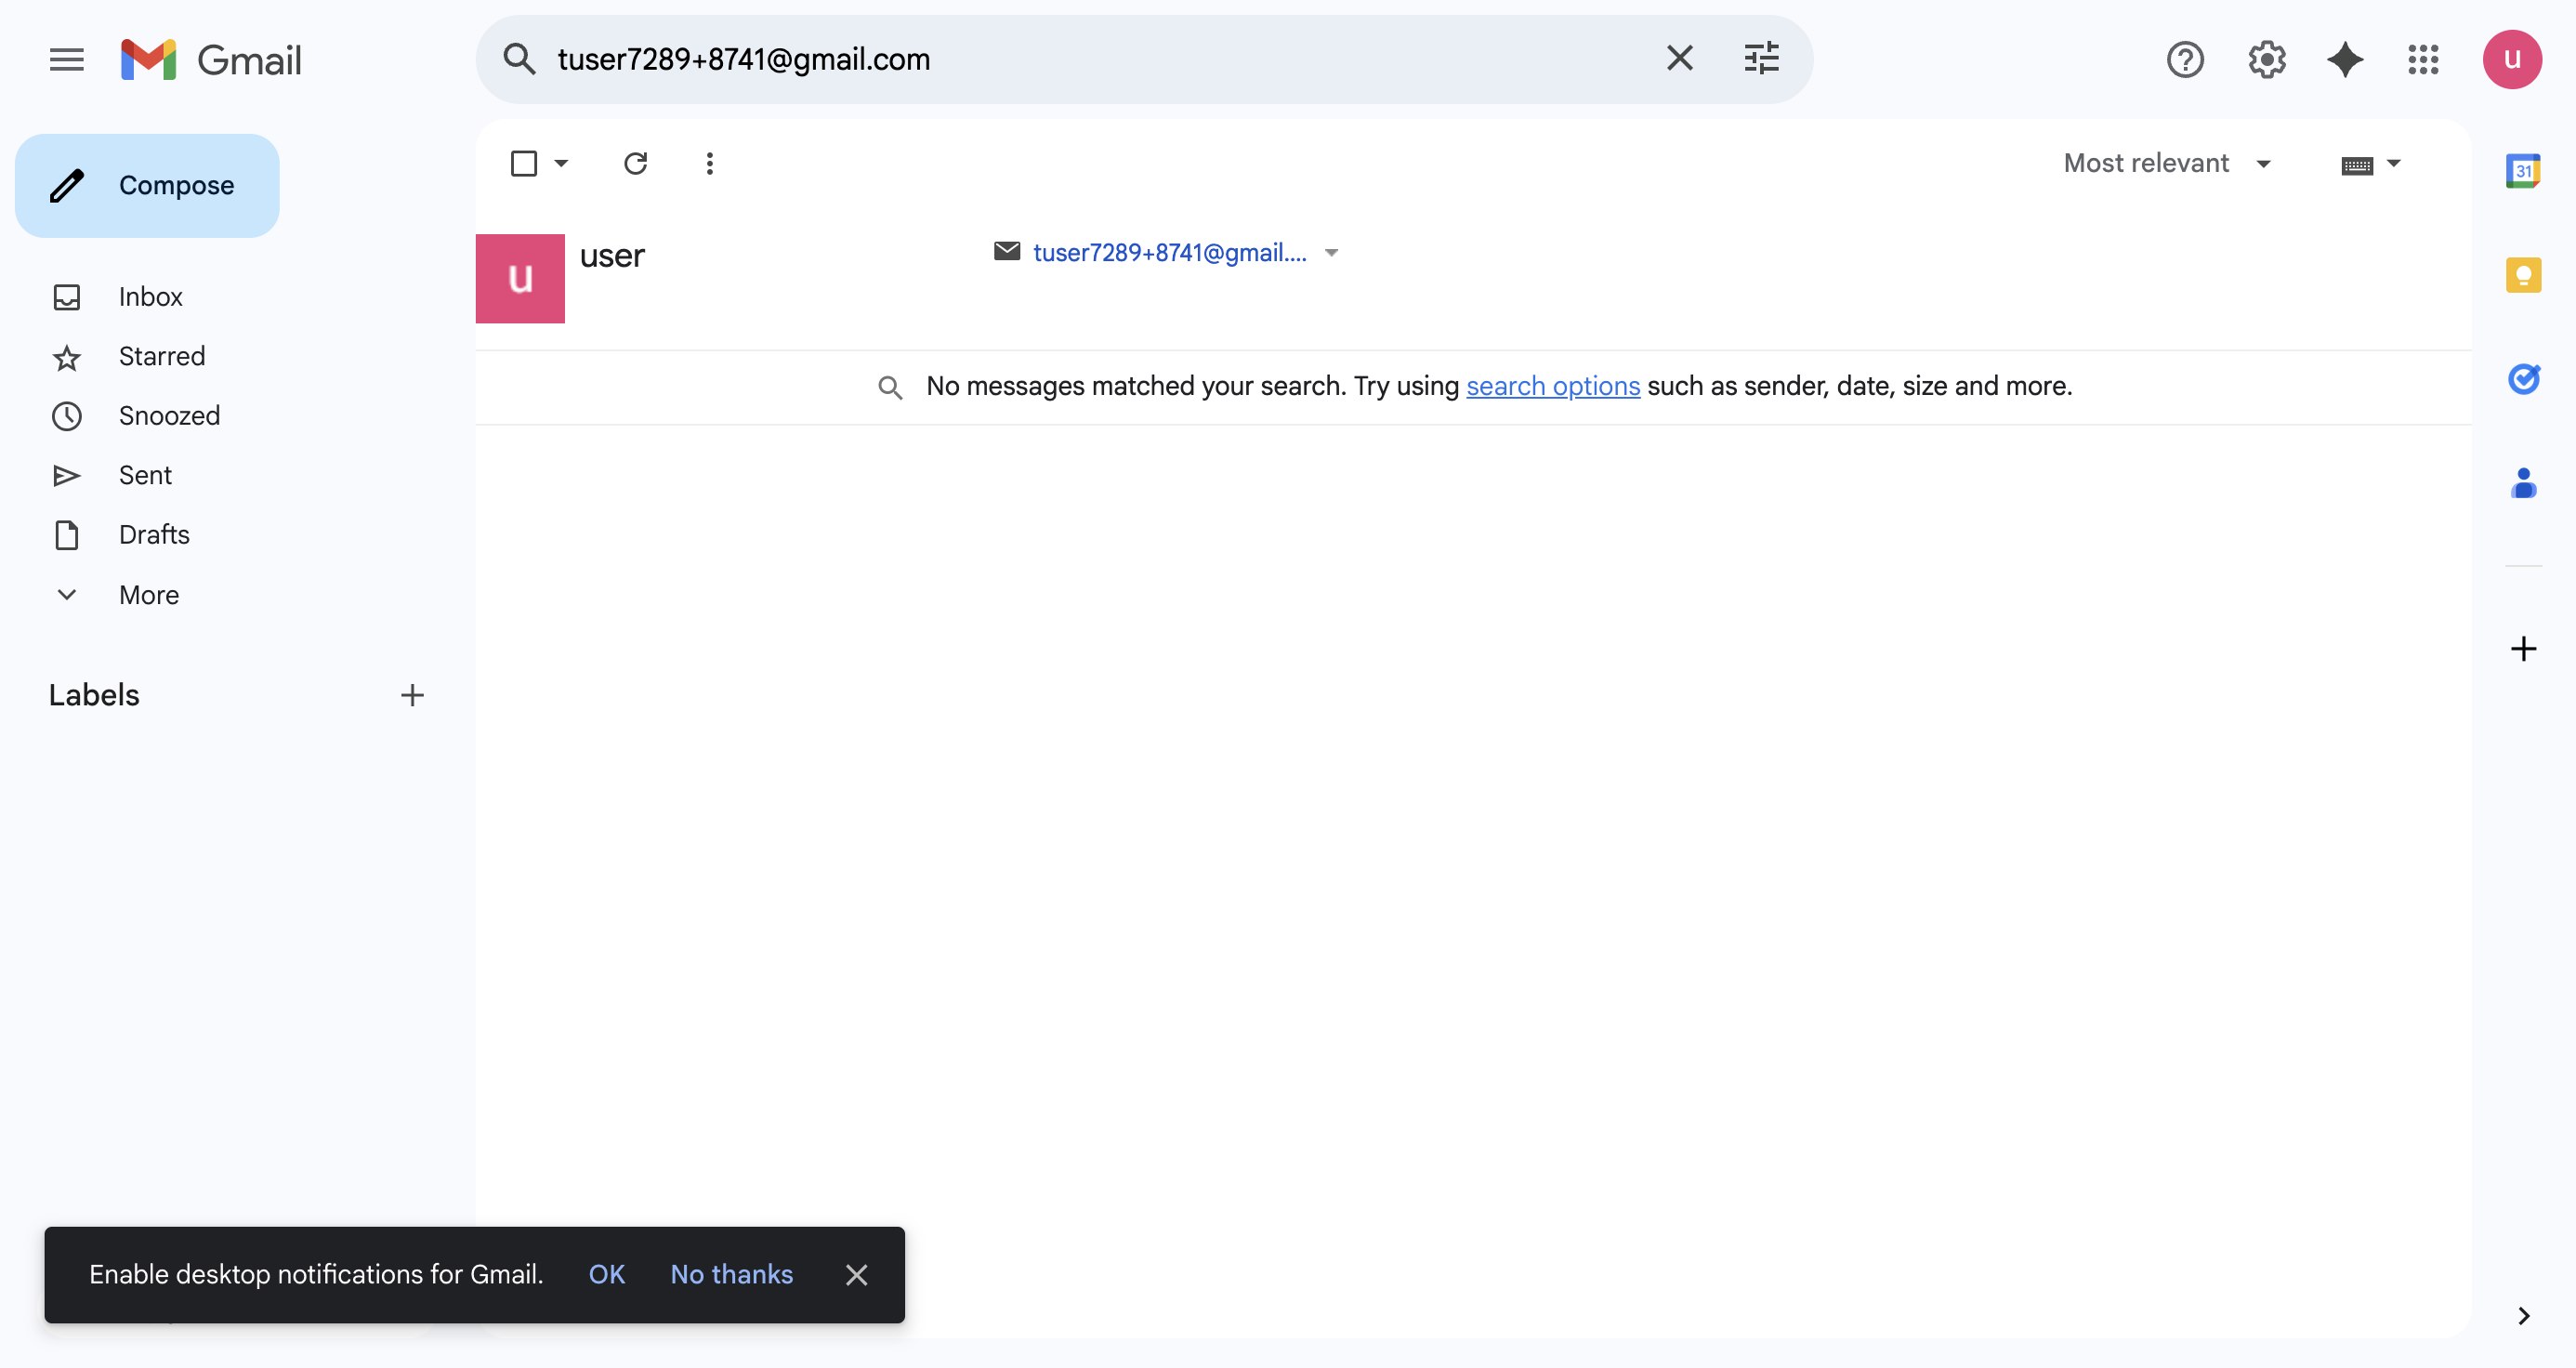 Gmail
tuser7289+8741@gmail.com
u
Compose
Most relevant
31
u
user
tuser7289+8741@gmail....
Inbox
Starred
Snoozed
Sent
Drafts
More
No messages matched your search. Try using search options such as sender, date, size and more.
Labels
Enable desktop notifications for Gmail.
OK
No thanks